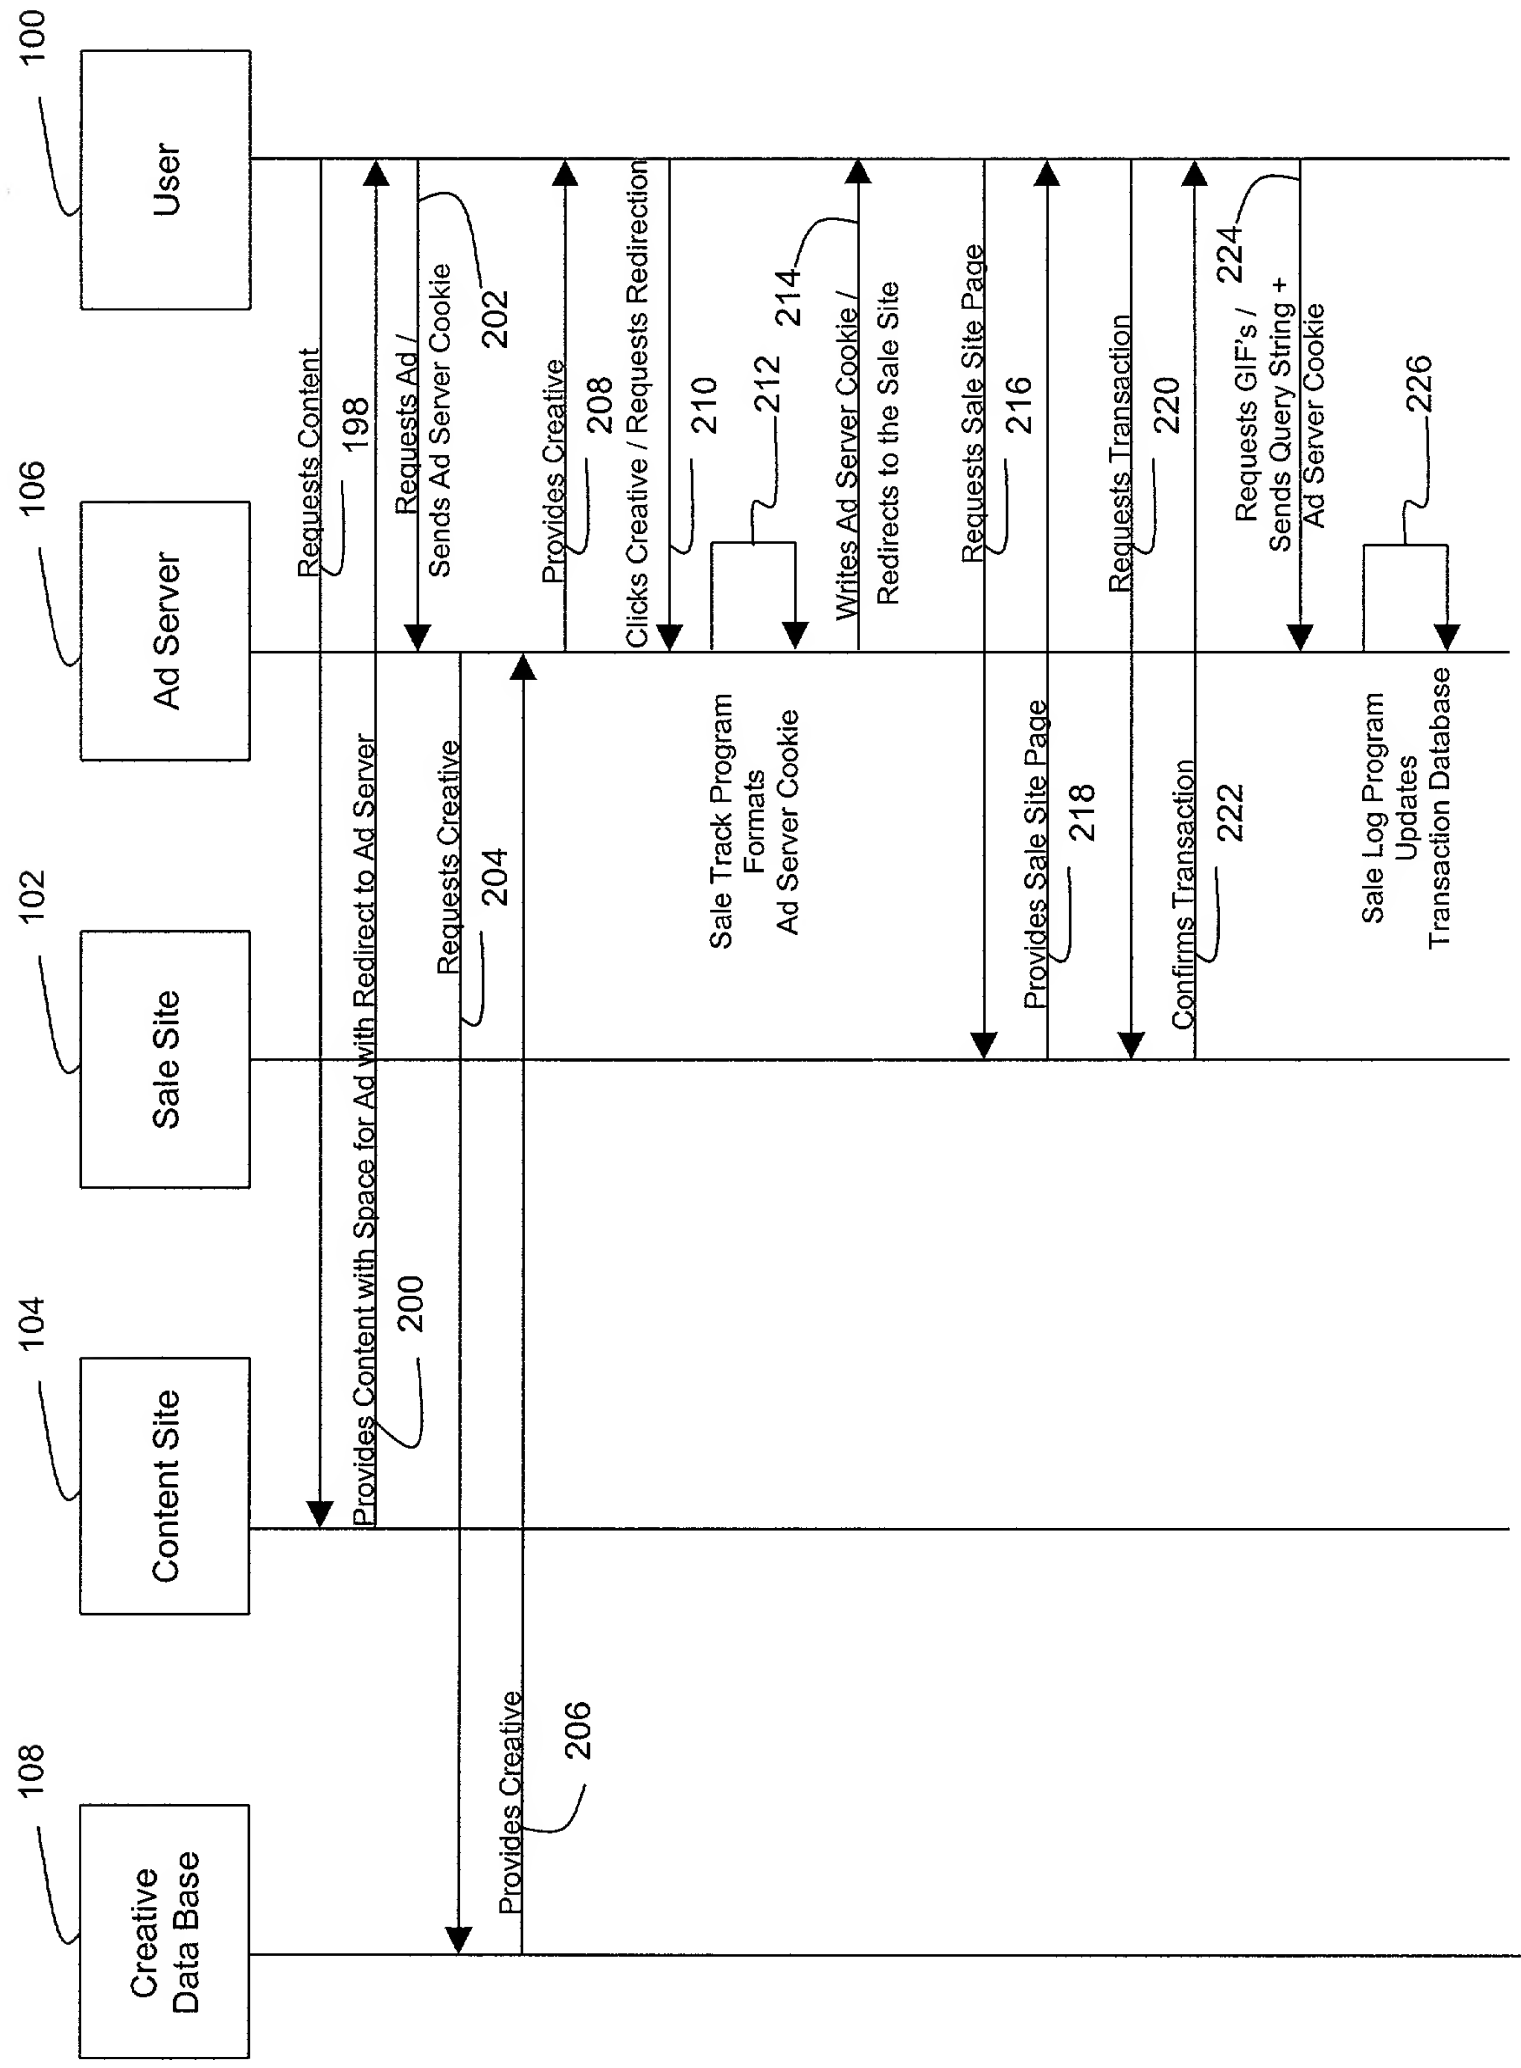 108
104
102
106
100
Creative
Data Base
Content Site
Sale Site
Ad Server
User
Requests Content
198
Provides Content with Space for Ad with Redirect to Ad Server
200
Requests Ad /
Sends Ad Server Cookie
202
Requests Creative
204
Provides Creative
206
Provides Creative
208
Clicks Creative / Requests Redirection
210
Sale Track Program
Formats
Ad Server Cookie
212
214
Writes Ad Server Cookie /
Redirects to the Sale Site
Requests Sale Site Page
216
Provides Sale Site Page
218
Requests Transaction
220
Confirms Transaction
222
224
Requests GIF's /
Sends Query String +
Ad Server Cookie
Sale Log Program
Updates
Transaction Database
226